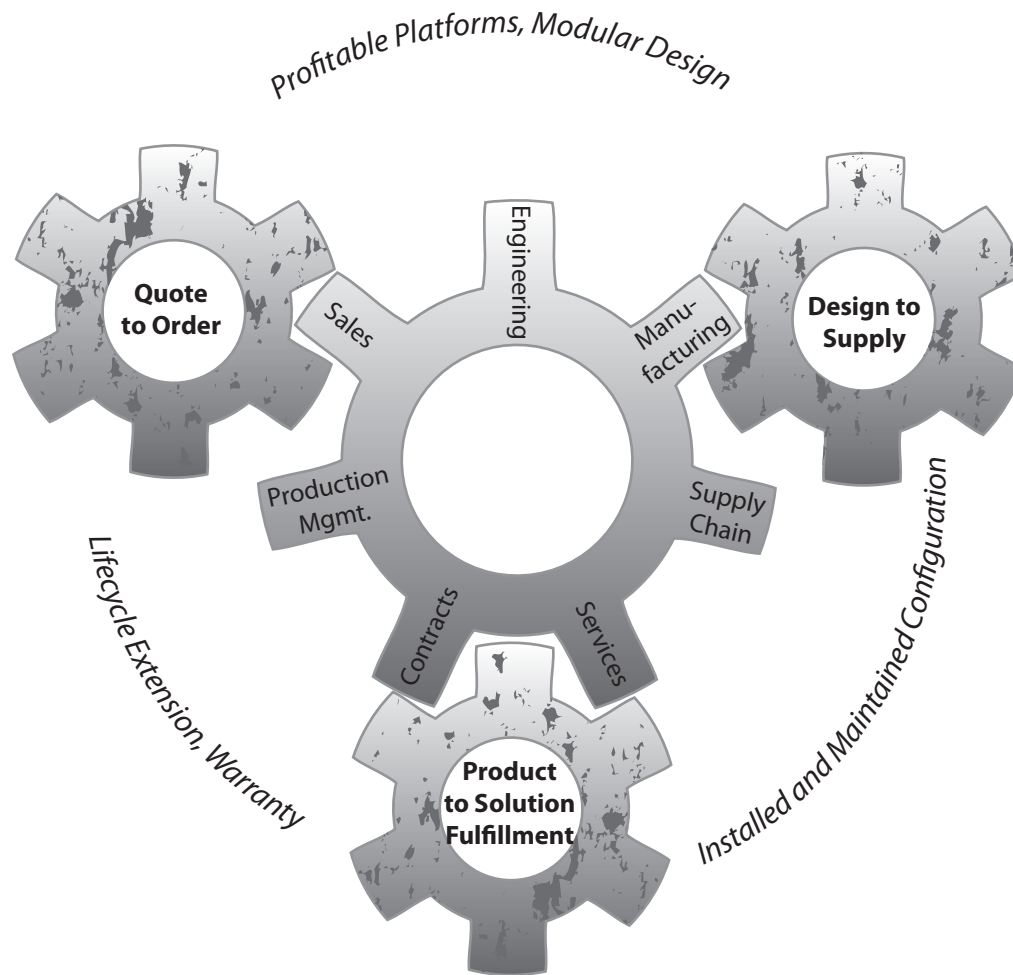 Profitable Platforms, Modular Design
Engineering
Quote
to Order
Sales
Manu-
facturing
Design to
Supply
Production
Mgmt.
Supply
Chain
Contracts
Services
Lifecycle Extension, Warranty
Installed and Maintained Configuration
Product
to Solution
Fulfillment